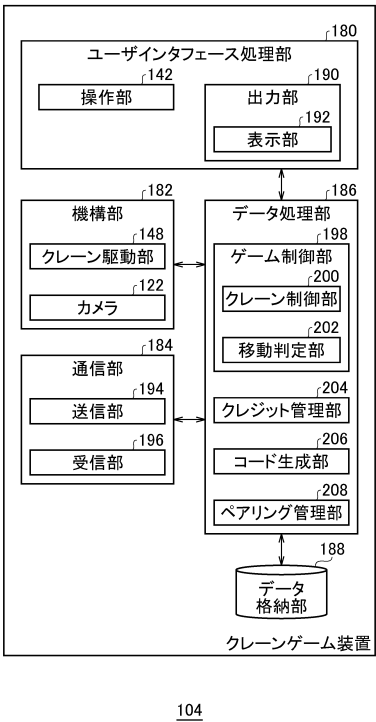 180
ユーザインタフェース処理部
142
操作部
190
出力部
192
表示部
182
機構部
148
クレーン駆動部
122
カメラ
184
通信部
194
送信部
196
受信部
186
データ処理部
198
ゲーム制御部
200
クレーン制御部
202
移動判定部
204
クレジット管理部
206
コード生成部
208
ペアリング管理部
188
データ
格納部
クレーンゲーム装置
104